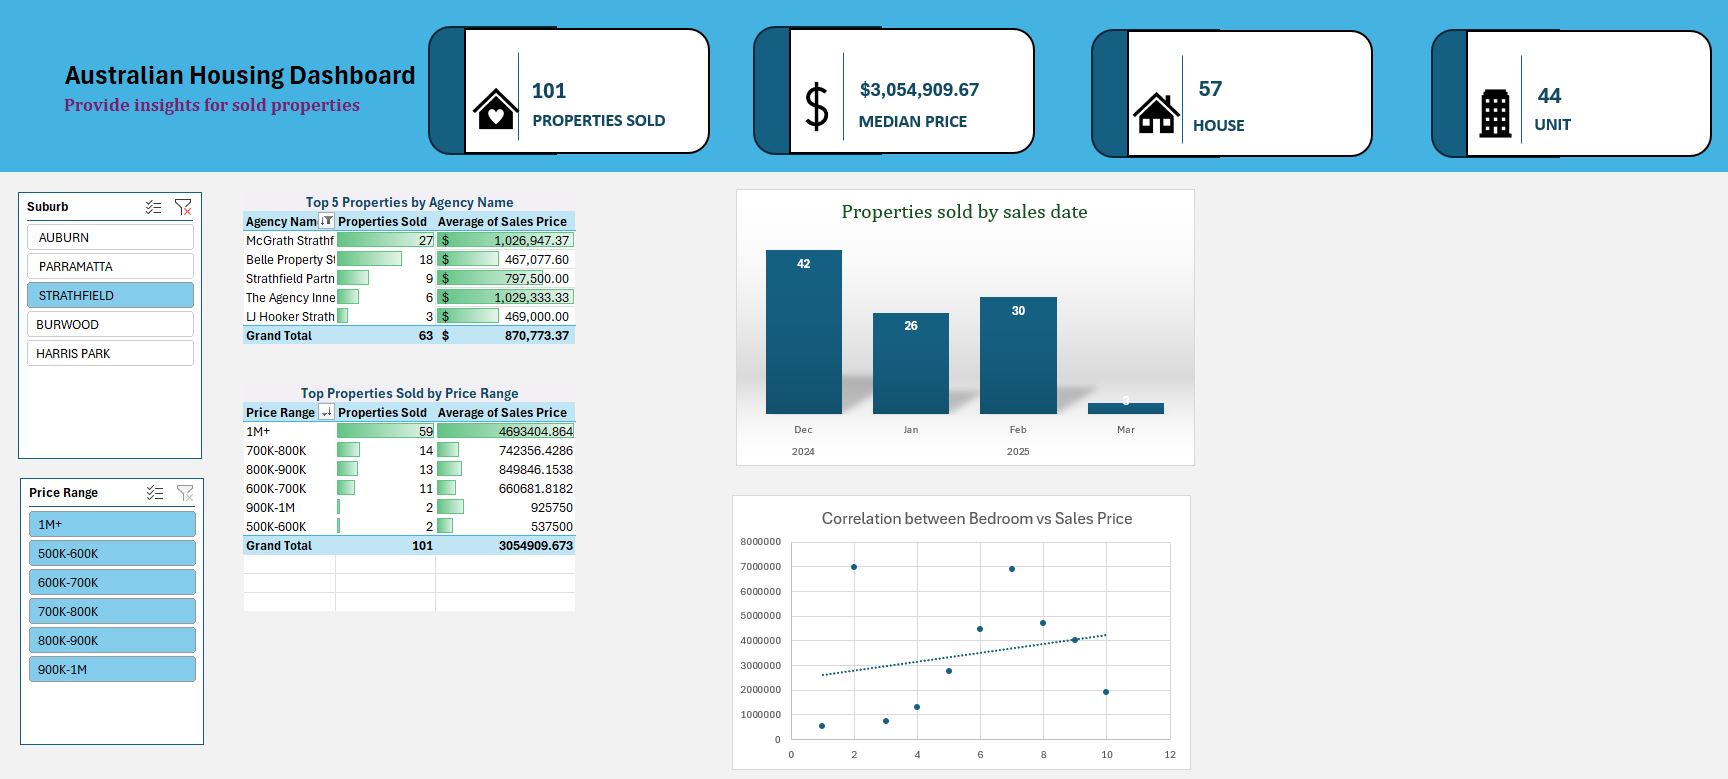 Australian Housing Dashboard
Provide insights for sold properties
101
PROPERTIES SOLD
$3,054,909.67
MEDIAN PRICE
57
HOUSE
44
UNIT
Suburb
AUBURN
PARRAMATTA
STRATHFIELD
BURWOOD
HARRIS PARK
Price Range
1M+
500K-600K
600K-700K
700K-800K
800K-900K
900K-1M
Top 5 Properties by Agency Name
Agency Nam Properties Sold Average of Sales Price
McGrath Strathf 27 $ 1,026,947.37
Belle Property St 18 $ 467,077.60
Strathfield Partn 9 $ 797,500.00
The Agency Inne 6 $ 1,029,333.33
LJ Hooker Strath 3 $ 469,000.00
Grand Total 63 $ 870,773.37
Top Properties Sold by Price Range
Price Range Properties Sold Average of Sales Price
1M+ 59 4693404.864
700K-800K 14 742356.4286
800K-900K 13 849846.1538
600K-700K 11 660681.8182
900K-1M 2 925750
500K-600K 2 537500
Grand Total 101 3054909.673
Properties sold by sales date
42
26
30
3
Dec Jan Feb Mar
2024 2025
Correlation between Bedroom vs Sales Price
8000000
7000000
6000000
5000000
4000000
3000000
2000000
1000000
0
0 2 4 6 8 10 12